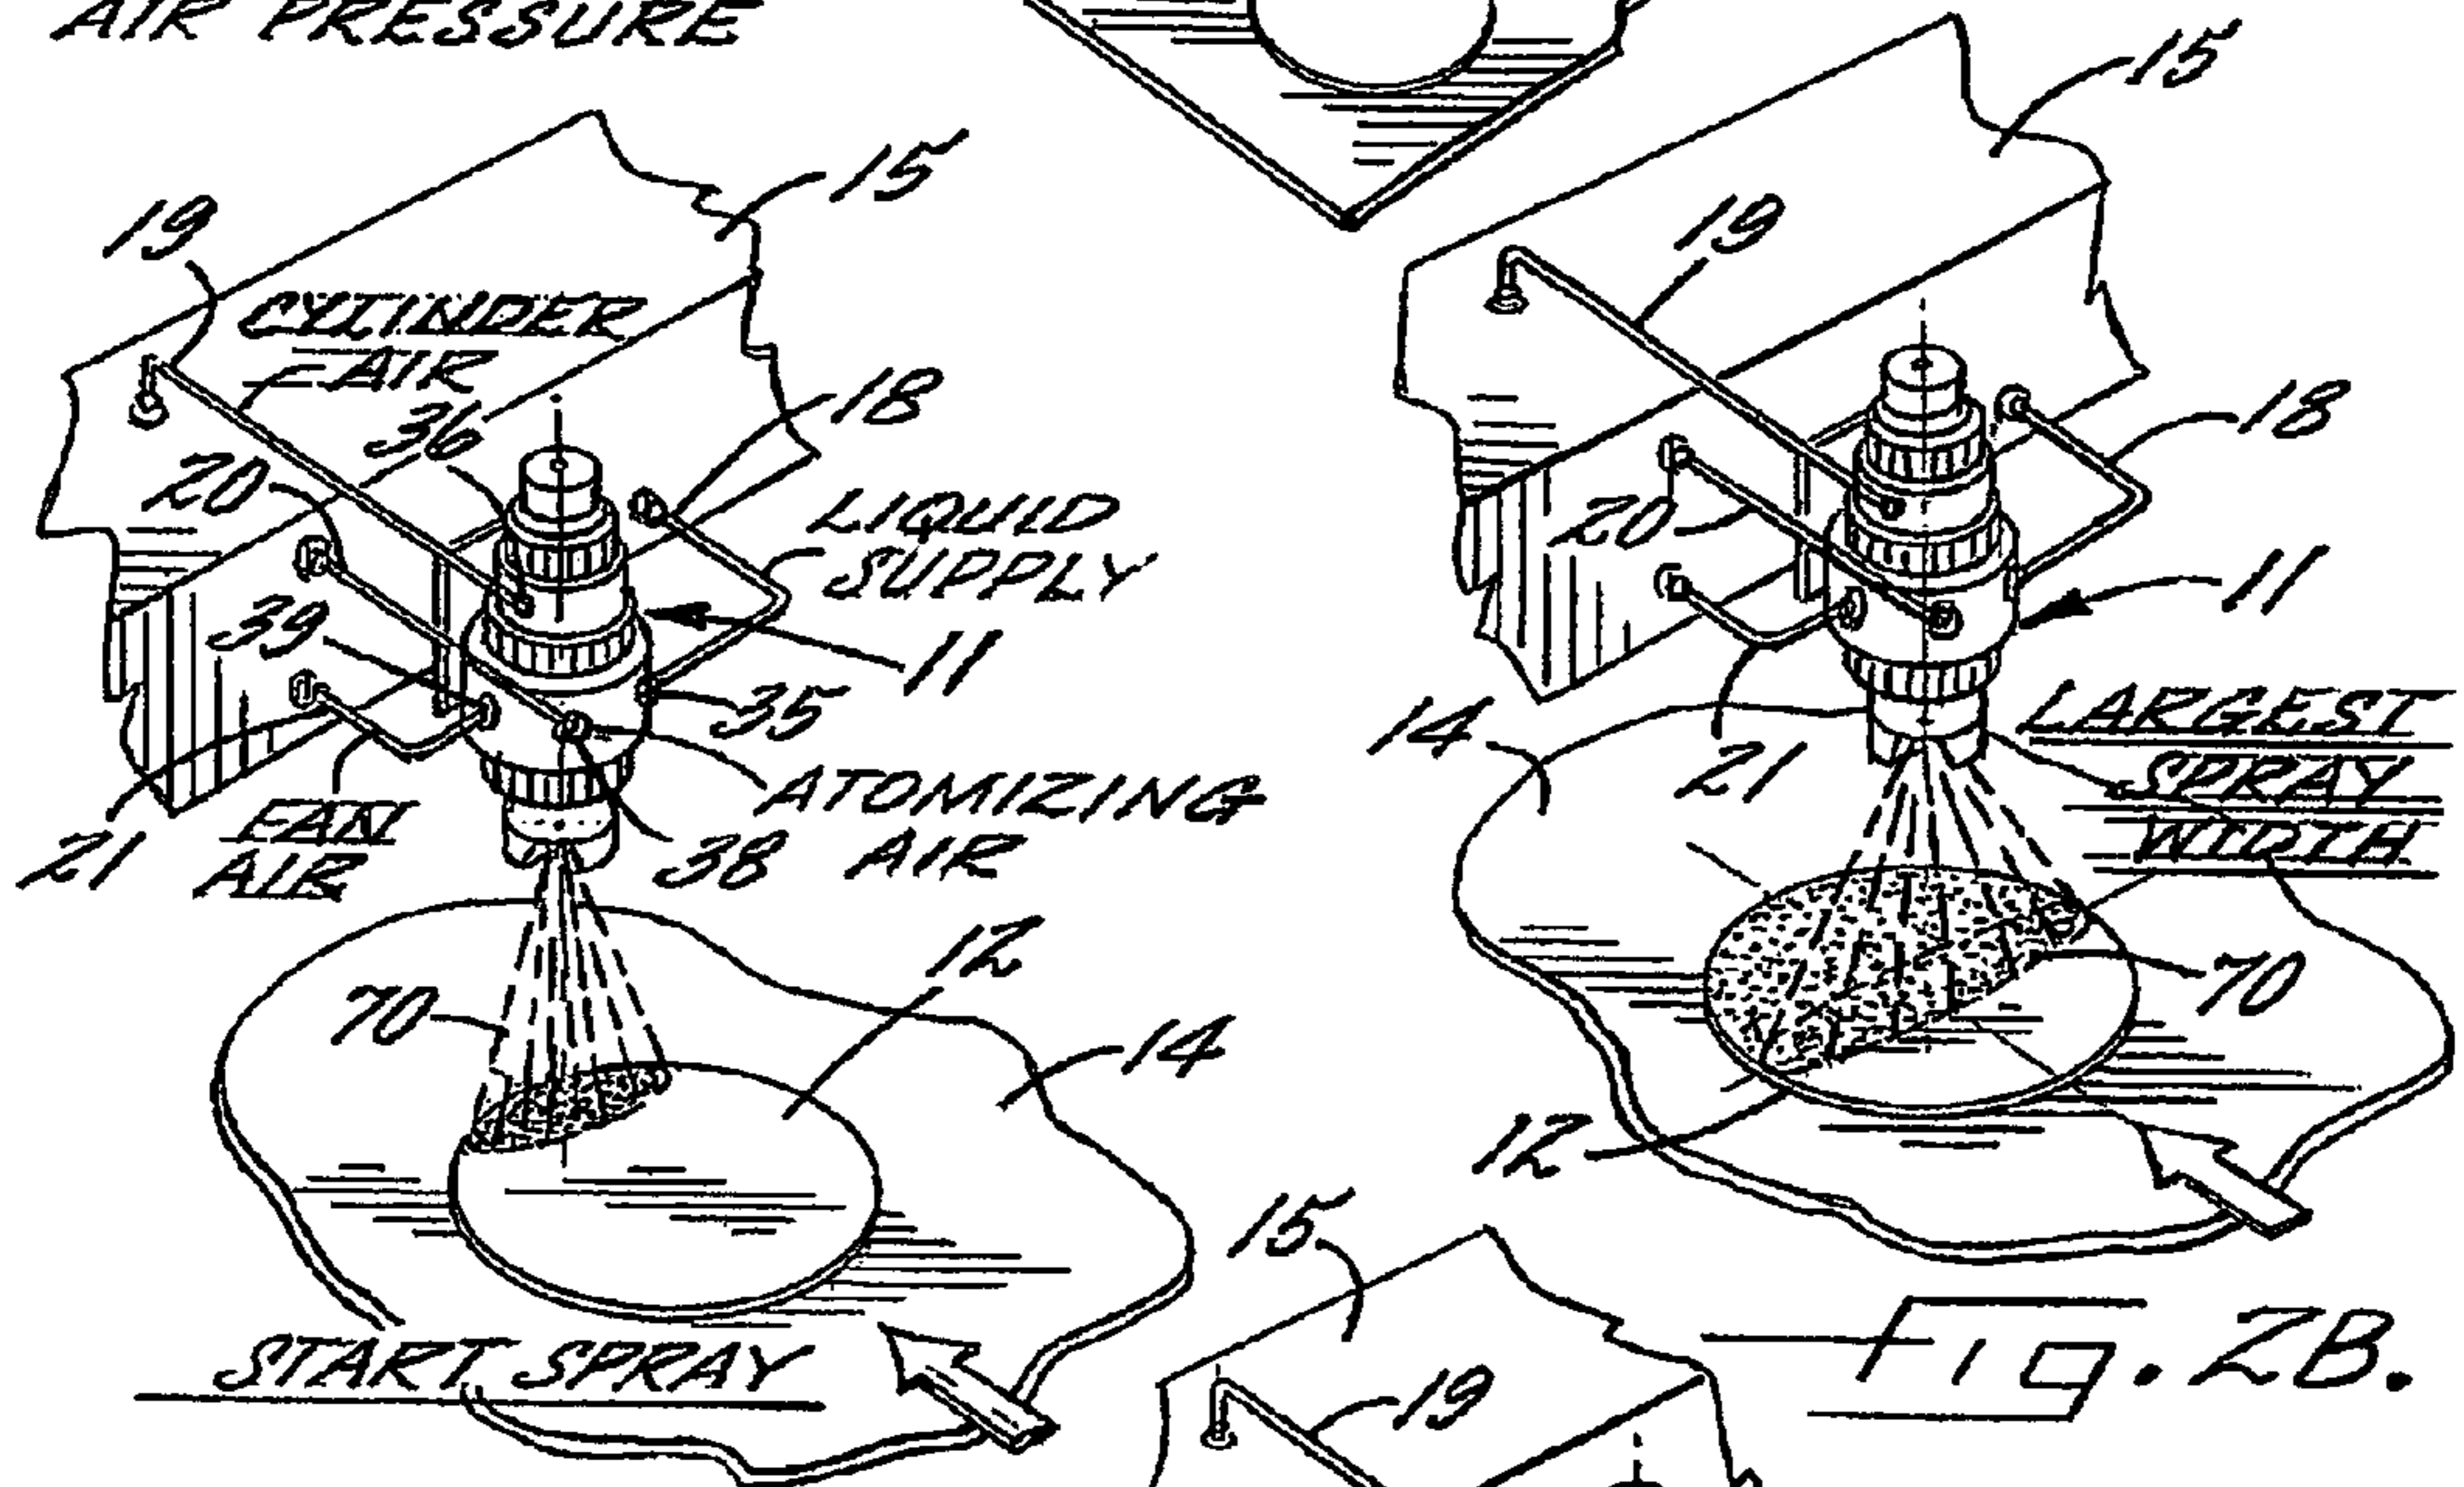 AIR PRESSURE
15
19
CYLINDER
AIR
36
20
18
LIQUID
SUPPLY
39
11
35
21
FAN
AIR
ATOMIZING
AIR
38
70
12
14
START SPRAY
15
19
18
20
11
14
21
LARGEST
SPRAY
WIDTH
70
12
Fig. 2B.
15
19